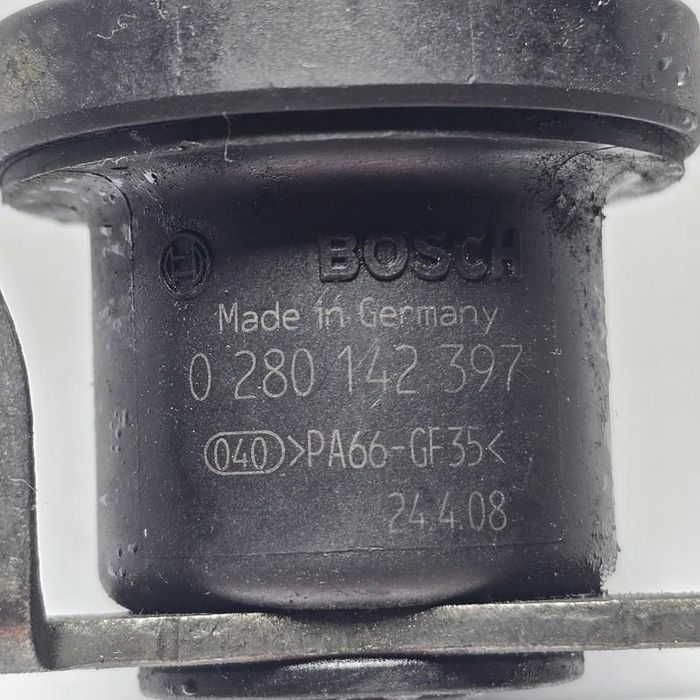 BOSCH
Made in Germany
0 280 142 397
040 >PA66-GF35<
24.4.08